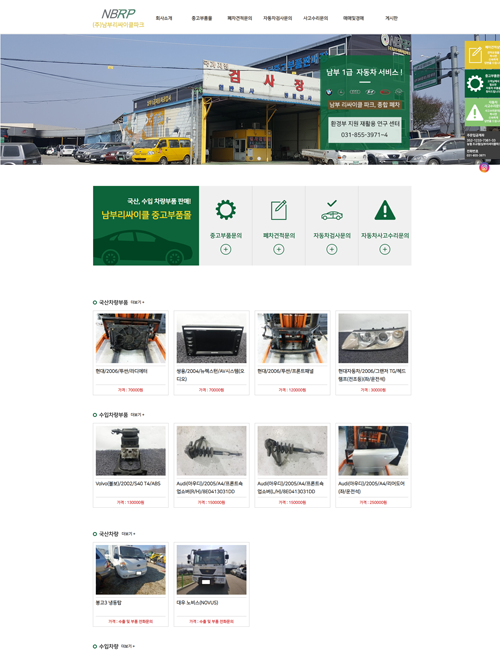 NBRP
(주)남부리싸이클파크
회사소개 중고부품몰 폐차견적문의 자동차검사문의 사고수리문의 매매및경매 게시판
검사장
남부 1급 자동차 서비스 !
남부 리싸이클 파크, 종합 폐차
환경부 지원 재활용 연구 센터
031-855-3971~4
국산, 수입 차량부품 판매!
남부리싸이클 중고부품몰
중고부품문의 폐차견적문의 자동차검사문의 자동차사고수리문의
국산차량부품 더보기 +
현대/2006/투싼/라디에터
가격 : 70000원
쌍용/2004/뉴렉스턴/AV시스템(오디오)
가격 : 70000원
현대/2006/투싼/프론트패널
가격 : 120000원
현대자동차/2006/그랜저 TG/헤드램프(전조등)(좌/운전석)
가격 : 30000원
수입차량부품 더보기 +
Volvo(볼보)/2002/S40 T4/ABS
가격 : 130000원
Audi(아우디)/2005/A4/프론트속업쇼버(R/H)/8E0413031DD
가격 : 150000원
Audi(아우디)/2005/A4/프론트속업쇼버(L/H)/8E0413031DD
가격 : 150000원
Audi(아우디)/2005/A4/리어도어(좌/운전석)
가격 : 250000원
국산차량 더보기 +
봉고3 냉동탑
가격 : 수출 및 부품 전화문의
대우 노버스(NOVUS)
가격 : 수출 및 부품 전화문의
수입차량 더보기 +